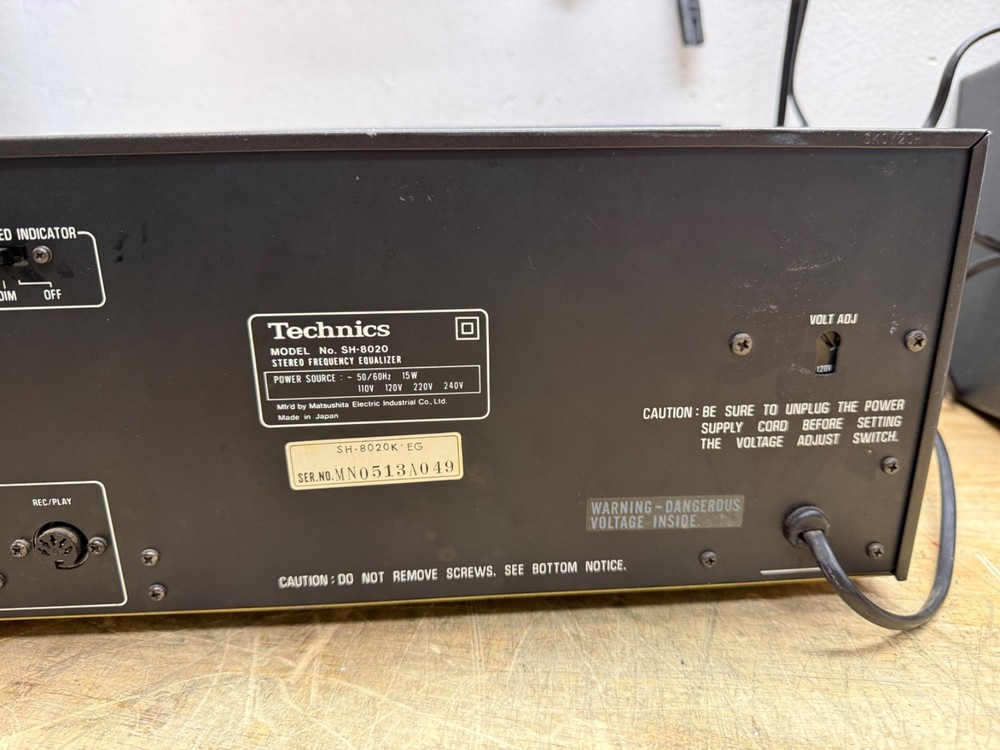 ED INDICATOR
DIM OFF
Technics
MODEL No. SH-8020
STEREO FREQUENCY EQUALIZER
POWER SOURCE : ~ 50/60Hz 15W
110V 120V 220V 240V
Mfr'd by Matsushita Electric Industrial Co., Ltd.
Made in Japan
SH-8020K EG
SER.NO.MN0513A049
VOLT ADJ
120V
CAUTION : BE SURE TO UNPLUG THE POWER
SUPPLY CORD BEFORE SETTING
THE VOLTAGE ADJUST SWITCH.
WARNING – DANGEROUS
VOLTAGE INSIDE.
REC/PLAY
CAUTION : DO NOT REMOVE SCREWS. SEE BOTTOM NOTICE.